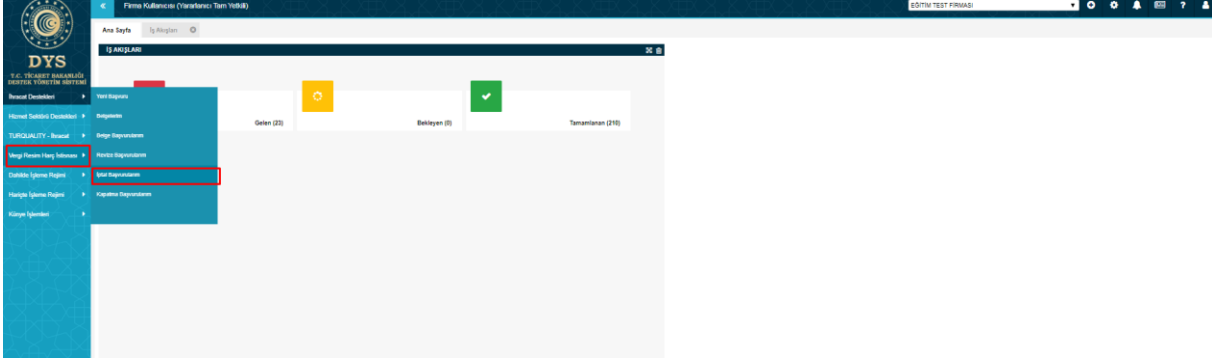 Firma Kullanıcısı (Yararlanıcı Tam Yetkili)
EĞİTİM TEST FİRMASI
?
Ana Sayfa
İş Akışları
İŞ AKIŞLARI
DYS
T.C. TİCARET BAKANLIĞI
DESTEK YÖNETİM SİSTEMİ
İhracat Destekleri
Hizmet Sektörü Destekleri
TURQUALITY - İhracat
Vergi Resim Harç İstisnası
Dahilde İşleme Rejimi
Hariçte İşleme Rejimi
Künye İşlemleri
Yeni Başvuru
Belgelerim
Belge Başvurularım
Revize Başvurularım
İptal Başvurularım
Kapatma Başvurularım
Gelen (23)
Bekleyen (0)
Tamamlanan (210)